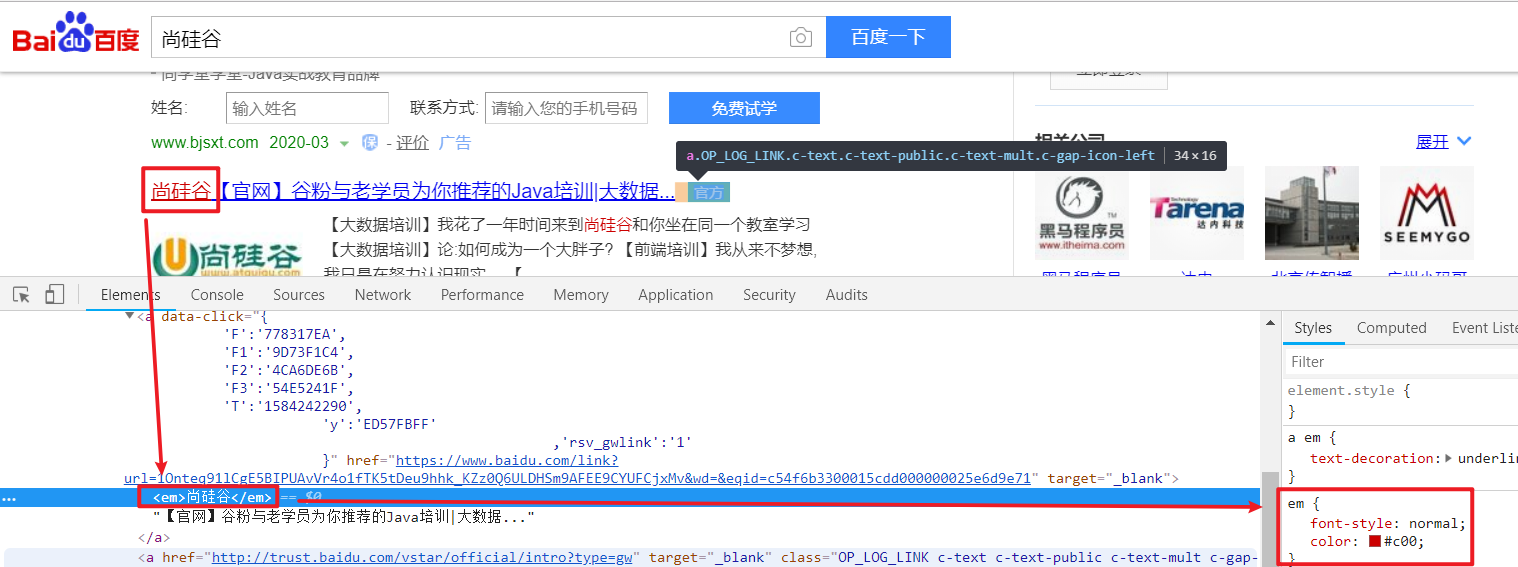 Bai du 百度
尚硅谷
百度一下
尚学堂学堂-Java实战教育品牌
立即登录
姓名: 输入姓名 联系方式: 请输入您的手机号码 免费试学
www.bjsxt.com 2020-03 保 - 评价 广告
相关公司 展开
a.OP_LOG_LINK.c-text.c-text-public.c-text-mult.c-gap-icon-left 34×16
尚硅谷【官网】谷粉与老学员为你推荐的Java培训|大数据... 官方
【大数据培训】我花了一年时间来到尚硅谷和你坐在同一个教室学习
【大数据培训】论:如何成为一个大胖子? 【前端培训】我从来不梦想,
我只是在努力认识现实。 【
尚硅谷
www.atguigu.com
TM
黑马程序员
www.itheima.com
Technology
Tarena
达内科技
SEEMYGO
黑马程序员 达内 北京传智播 广州小码哥
Elements Console Sources Network Performance Memory Application Security Audits
<a data-click="{
'F':'778317EA',
'F1':'9D73F1C4',
'F2':'4CA6DE6B',
'F3':'54E5241F',
'T':'1584242290',
'y':'ED57FBFF'
,'rsv_gwlink':'1'
}" href="https://www.baidu.com/link?
url=1Onteq91lCgE5BIPUAvVr4o1fTK5tDeu9hhk_KZz0Q6ULDHSm9AFEE9CYUFCjxMv&wd=&eqid=c54f6b3300015cdd000000025e6d9e71" target="_blank">
... <em>尚硅谷</em> == $0
"【官网】谷粉与老学员为你推荐的Java培训|大数据..."
</a>
<a href="http://trust.baidu.com/vstar/official/intro?type=gw" target="_blank" class="OP_LOG_LINK c-text c-text-public c-text-mult c-gap-
Styles Computed Event Liste
Filter
element.style {
}
a em {
text-decoration: underlin
}
em {
font-style: normal;
color: #c00;
}